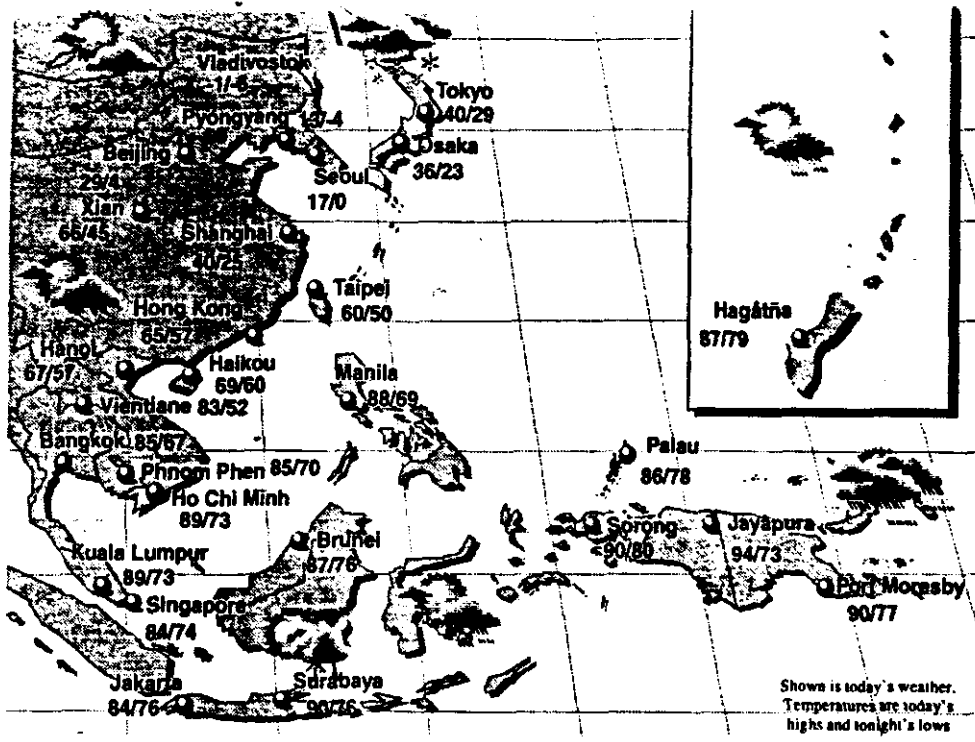 Vladivostok
Tokyo
40/29
Pyongyang
Osaka
36/23
Beijing
Seoul
17/0
Xian
66/45
Shanghai
40/25
Taipei
60/50
Hong Kong
65/57
Hanoi
67/57
Haikou
69/60
Manila
88/69
Vientiane 83/52
Bangkok 85/67
Phnom Phen 85/70
Ho Chi Minh
89/73
Palau
86/78
Hagåtña
87/79
Kuala Lumpur
89/73
Brunei
87/76
Sorong
90/80
Jayapura
94/73
Singapore
84/74
Port Moresby
90/77
Jakarta
84/76
Surabaya
90/76
Shown is today's weather.
Temperatures are today's
highs and tonight's lows